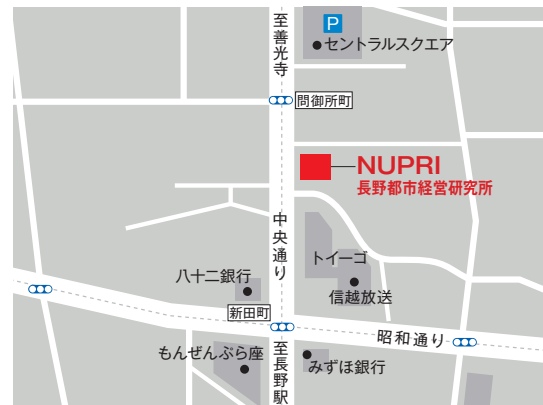 至善光寺
P
セントラルスクエア
問御所町
NUPRI
長野都市経営研究所
中央通り
トイーゴ
信越放送
八十二銀行
新田町
昭和通り
もんぜんぷら座
至長野駅
みずほ銀行